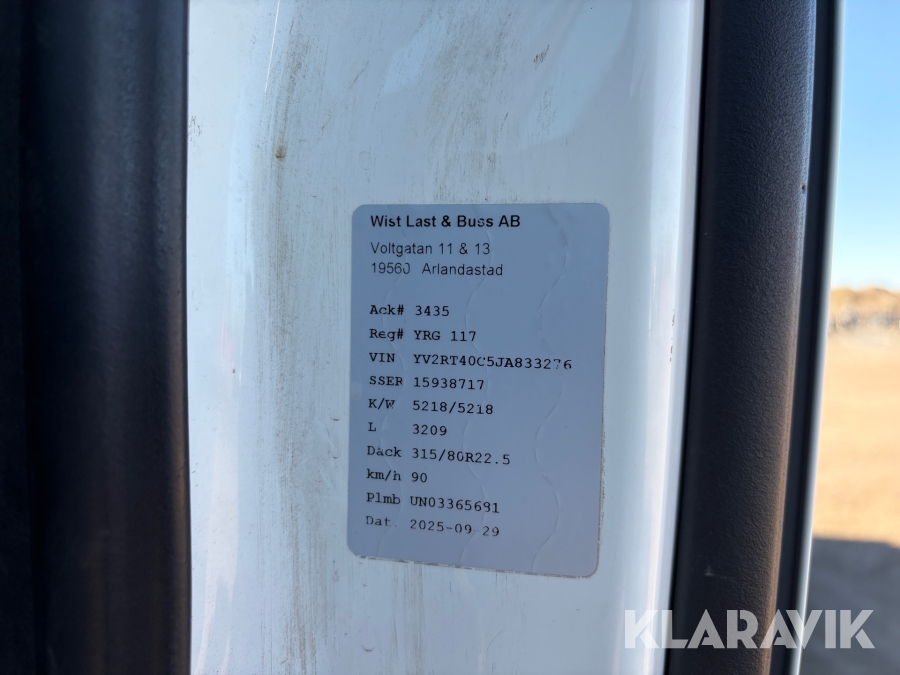 Wist Last & Buss AB
Voltgatan 11 & 13
19560 Arlandastad
Ack# 3435
Reg# YRG 117
VIN YV2RT40C5JA833276
SSER 15938717
K/W 5218/5218
L 3209
Dack 315/80R22.5
km/h 90
Plmb UN03365691
Dat. 2025-09-29
KLARAVIK